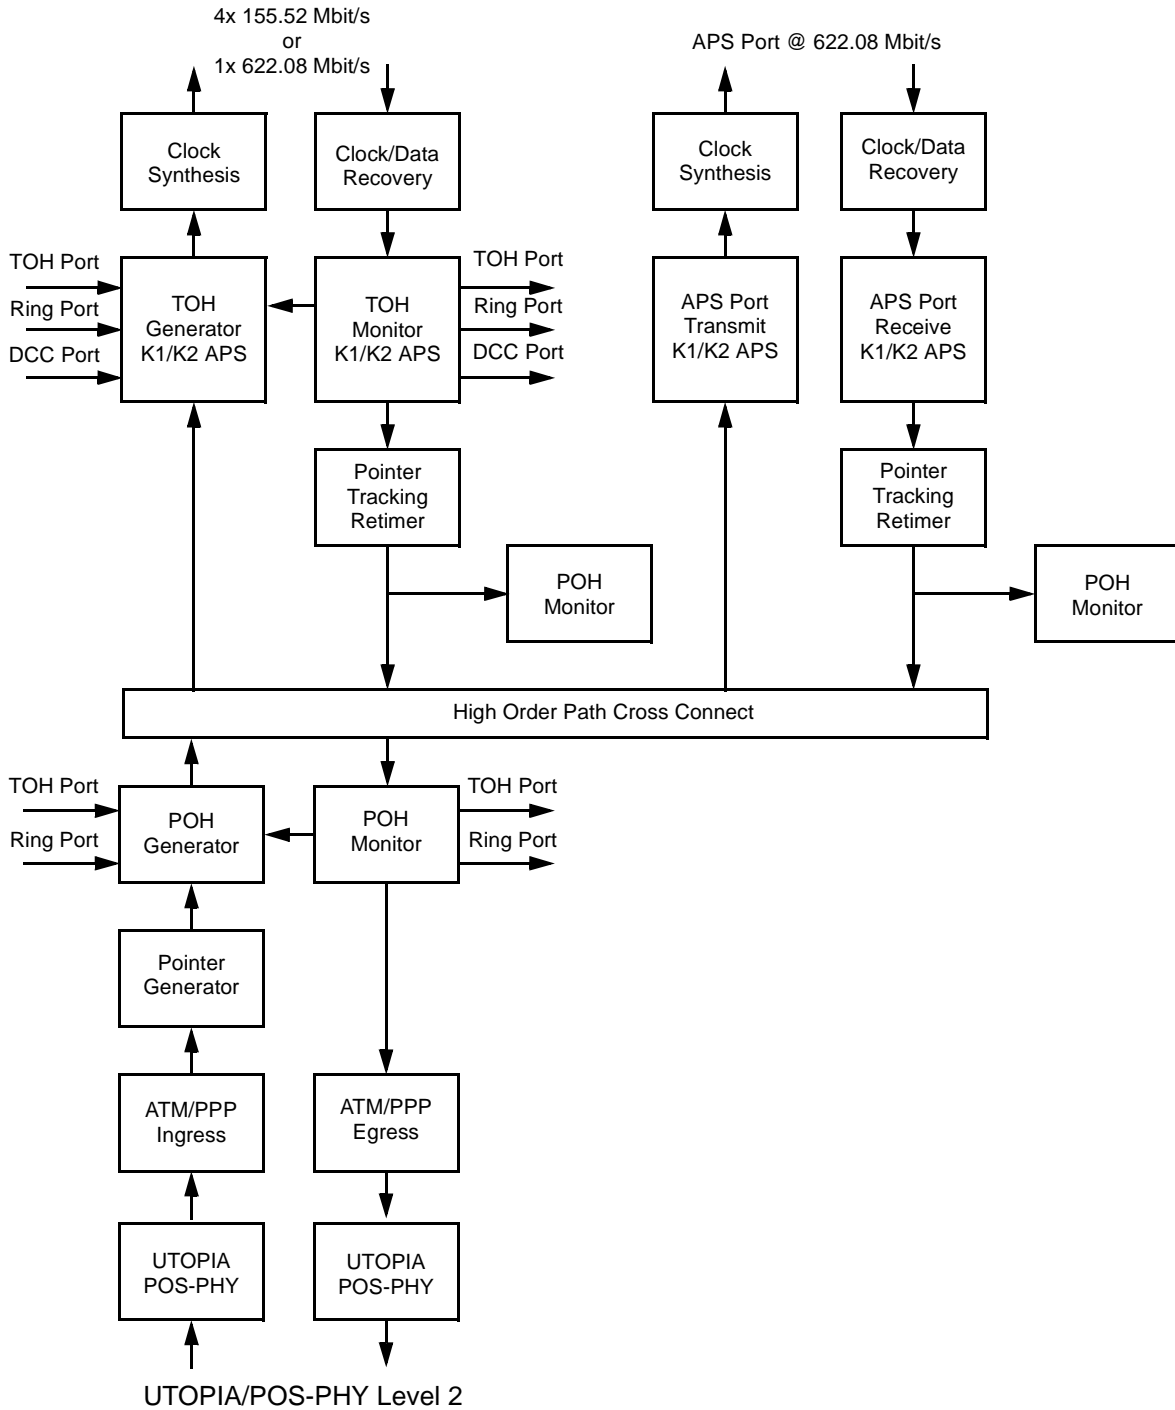 4x 155.52 Mbit/s
or
1x 622.08 Mbit/s
APS Port @ 622.08 Mbit/s
Clock
Synthesis
Clock/Data
Recovery
Clock
Synthesis
Clock/Data
Recovery
TOH Port
Ring Port
DCC Port
TOH
Generator
K1/K2 APS
TOH
Monitor
K1/K2 APS
TOH Port
Ring Port
DCC Port
APS Port
Transmit
K1/K2 APS
APS Port
Receive
K1/K2 APS
Pointer
Tracking
Retimer
Pointer
Tracking
Retimer
POH
Monitor
POH
Monitor
High Order Path Cross Connect
TOH Port
Ring Port
POH
Generator
POH
Monitor
TOH Port
Ring Port
Pointer
Generator
ATM/PPP
Ingress
ATM/PPP
Egress
UTOPIA
POS-PHY
UTOPIA
POS-PHY
UTOPIA/POS-PHY Level 2